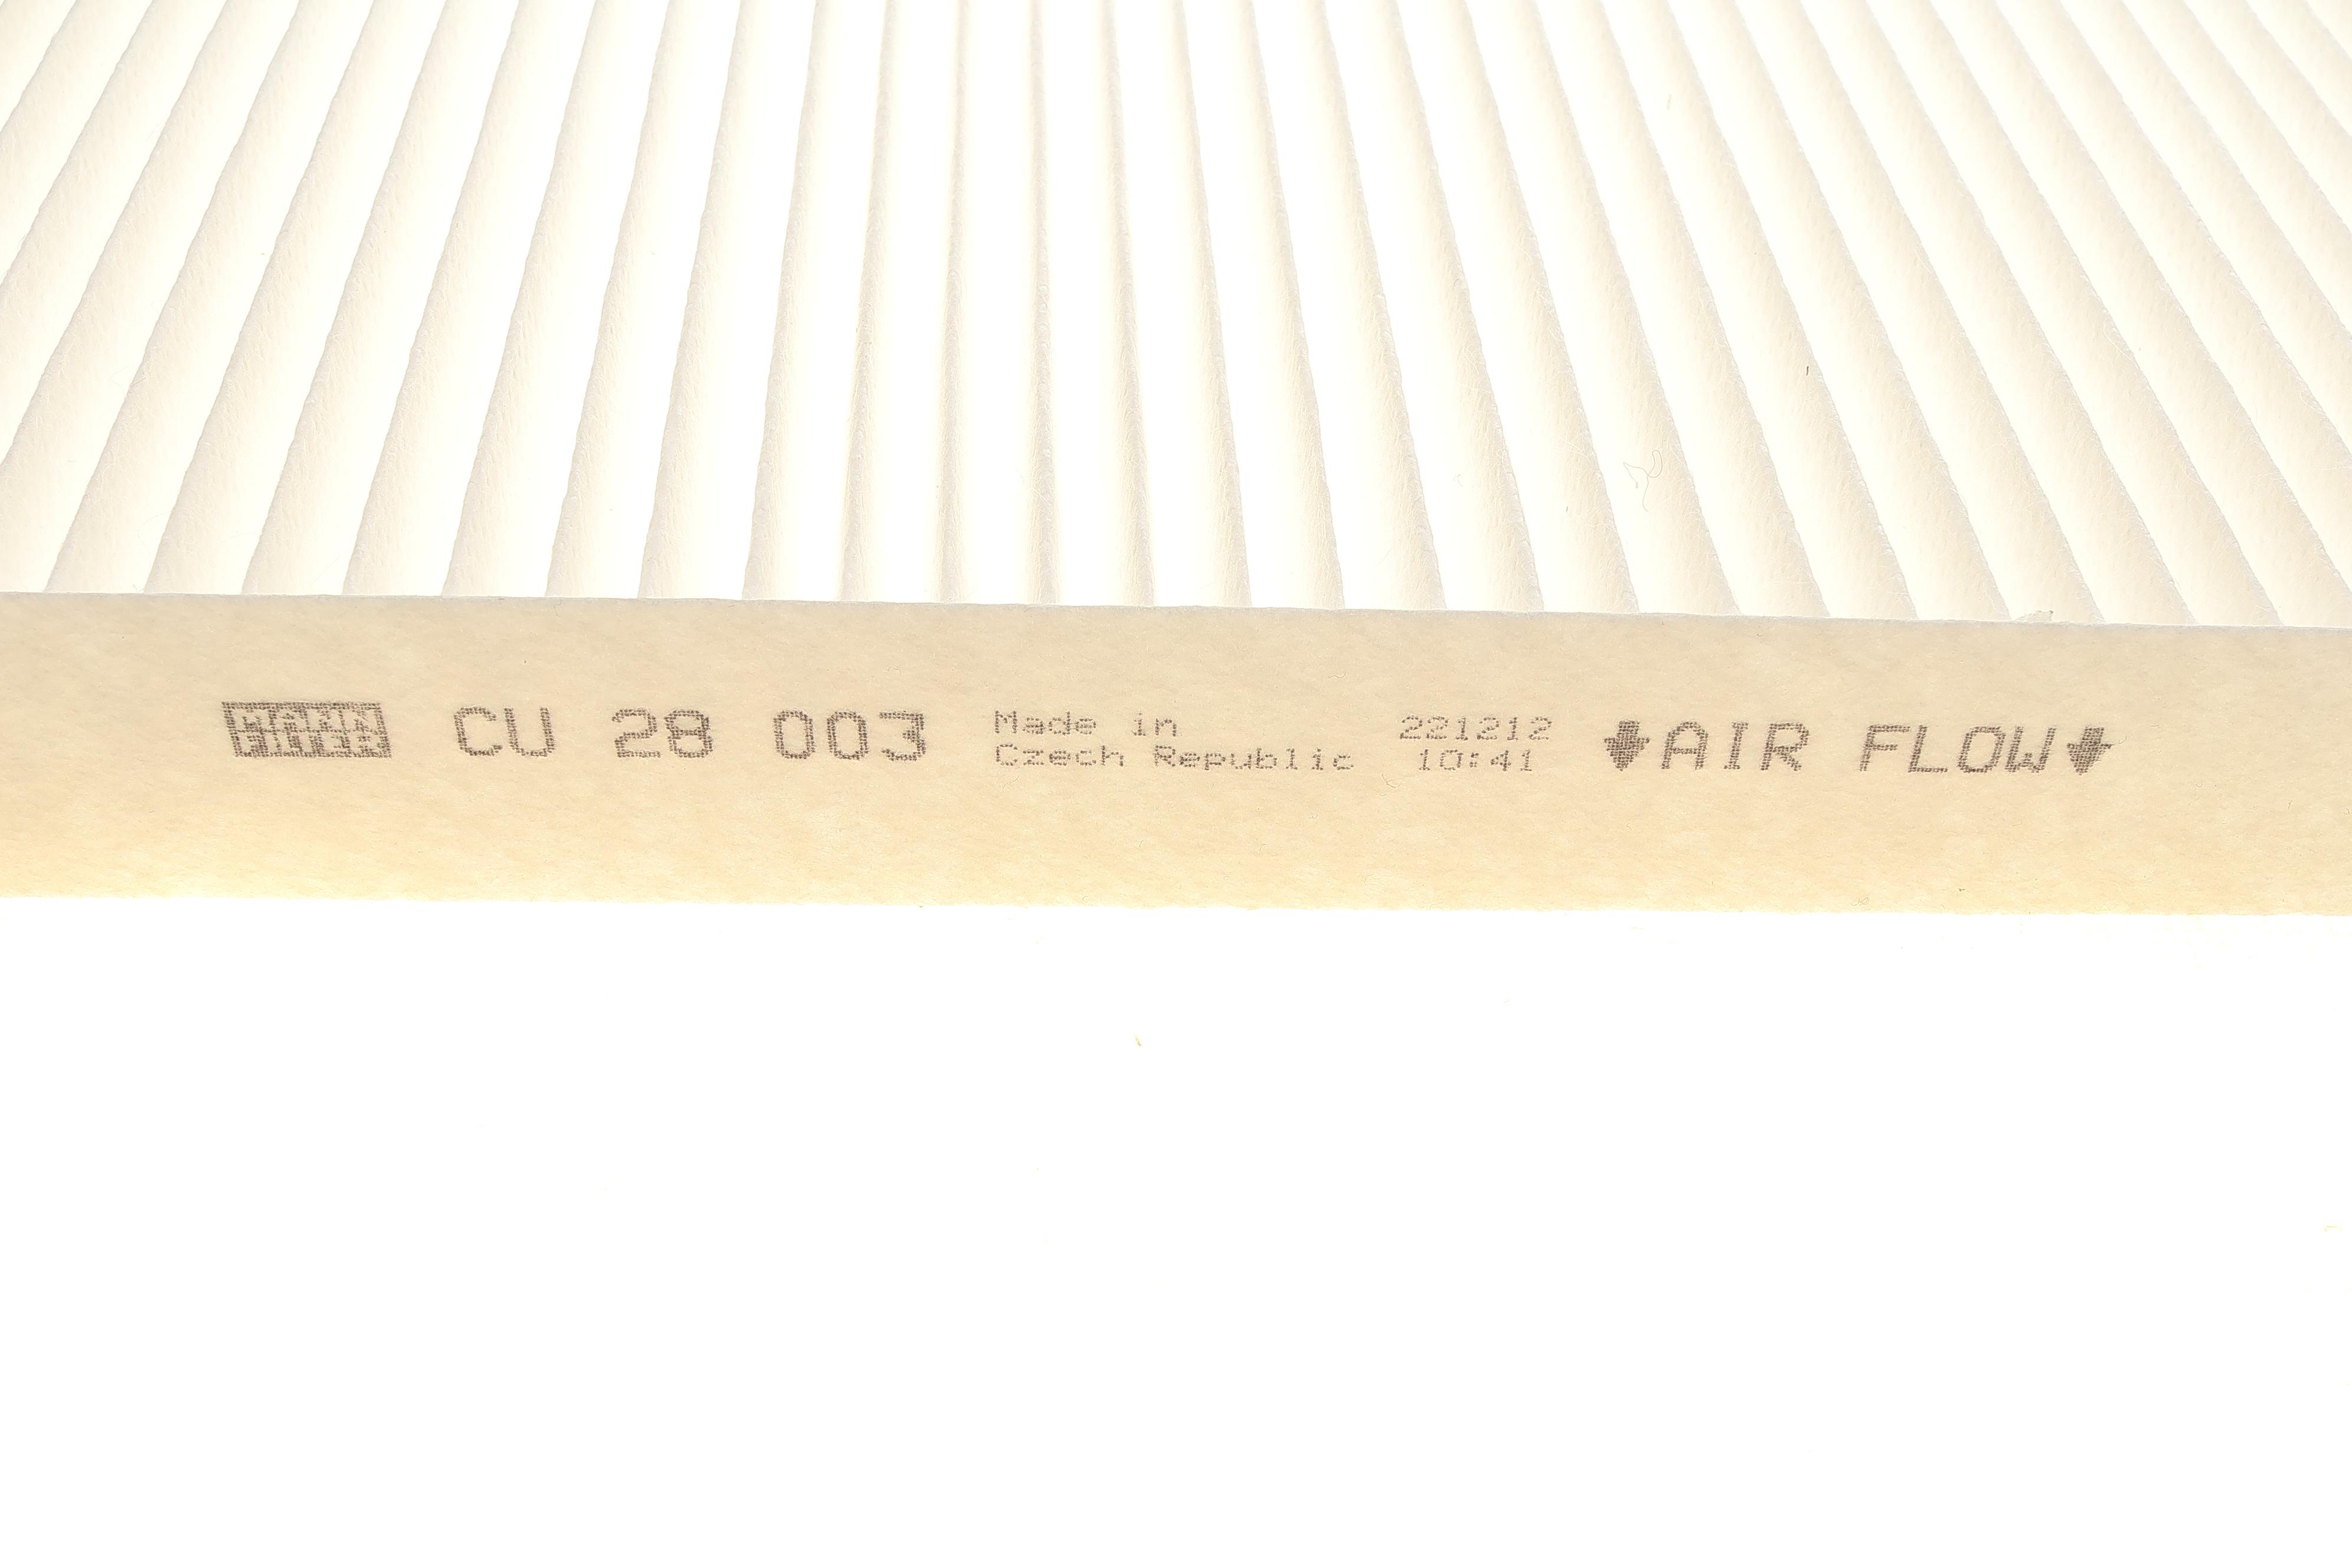 MANN
FILTER
CU 28 003
Made in
Czech Republic
221212
10:41
AIR FLOW